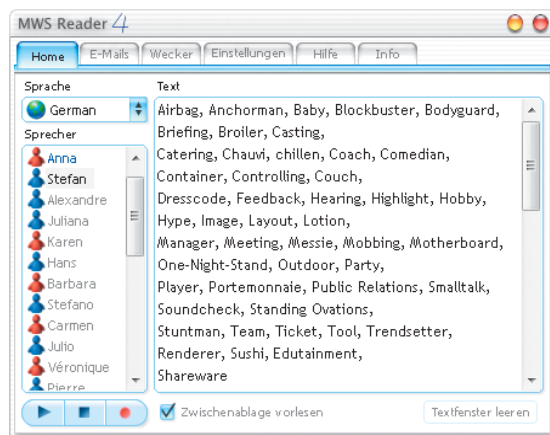 MWS Reader 4
Home E-Mails Wecker Einstellungen Hilfe Info
Sprache
German
Sprecher
Anna
Stefan
Alexandre
Juliana
Karen
Hans
Barbara
Stefano
Carmen
Julio
Véronique
Pierre
Text
Airbag, Anchorman, Baby, Blockbuster, Bodyguard,
Briefing, Broiler, Casting,
Catering, Chauvi, chillen, Coach, Comedian,
Container, Controlling, Couch,
Dresscode, Feedback, Hearing, Highlight, Hobby,
Hype, Image, Layout, Lotion,
Manager, Meeting, Messie, Mobbing, Motherboard,
One-Night-Stand, Outdoor, Party,
Player, Portemonnaie, Public Relations, Smalltalk,
Soundcheck, Standing Ovations,
Stuntman, Team, Ticket, Tool, Trendsetter,
Renderer, Sushi, Edutainment,
Shareware
Zwischenablage vorlesen
Textfenster leeren